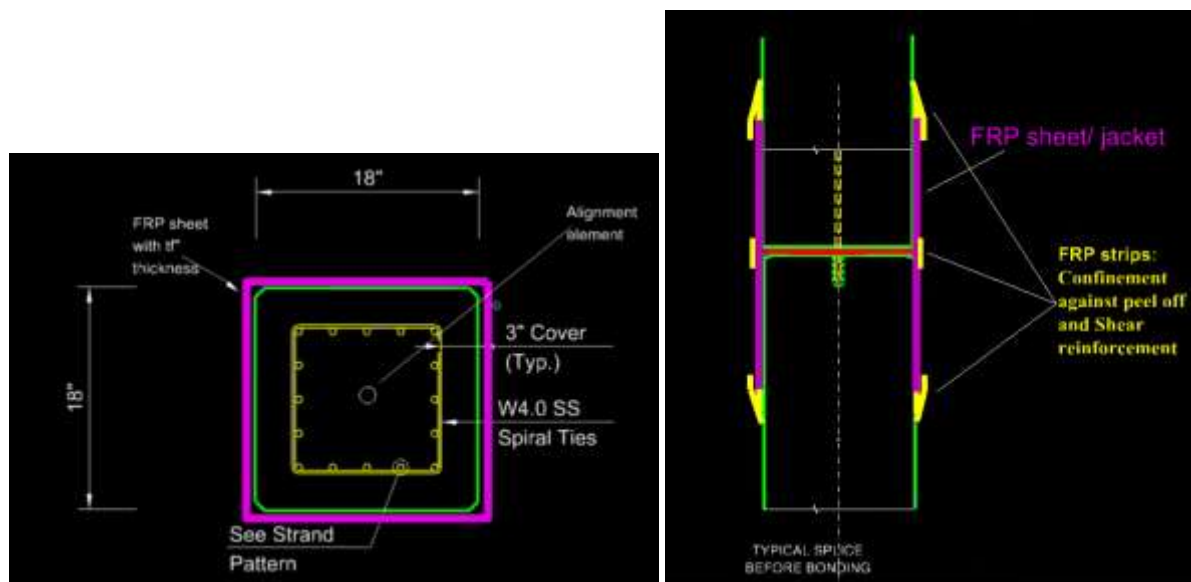 18"
FRP sheet
with tf"
thickness
Alignment
element
18"
3" Cover
(Typ.)
W4.0 SS
Spiral Ties
See Strand
Pattern
FRP sheet/ jacket
FRP strips:
Confinement
against peel off
and Shear
reinforcement
TYPICAL SPLICE
BEFORE BONDING